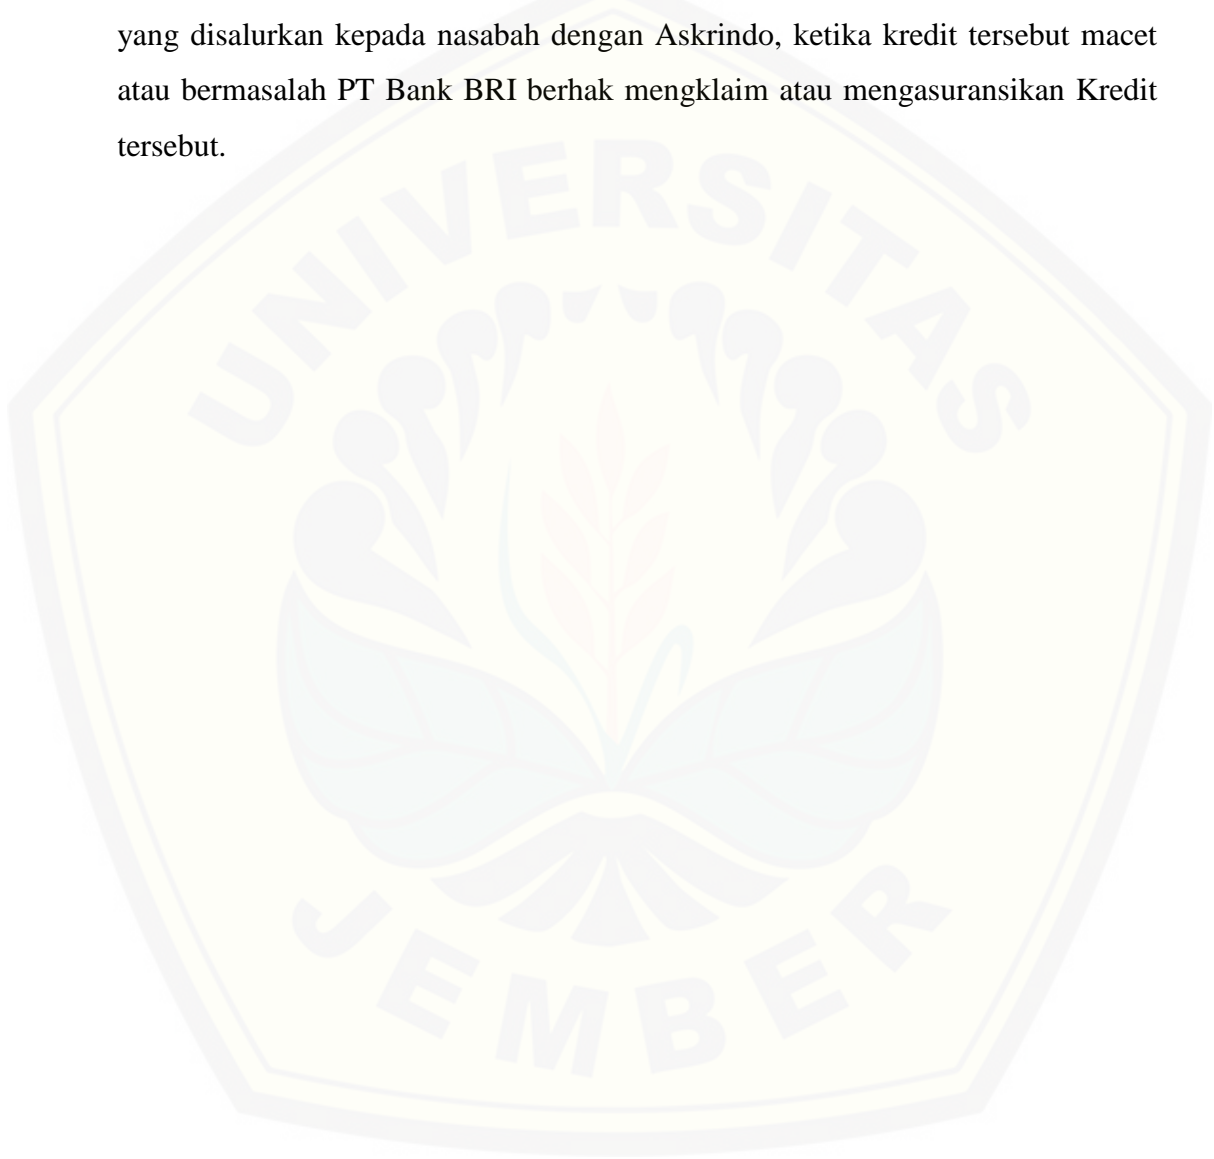 yang disalurkan kepada nasabah dengan Askrindo, ketika kredit tersebut macet
atau bermasalah PT Bank BRI berhak mengklaim atau mengasuransikan Kredit
tersebut.
UNIVERSITAS
JEMBER